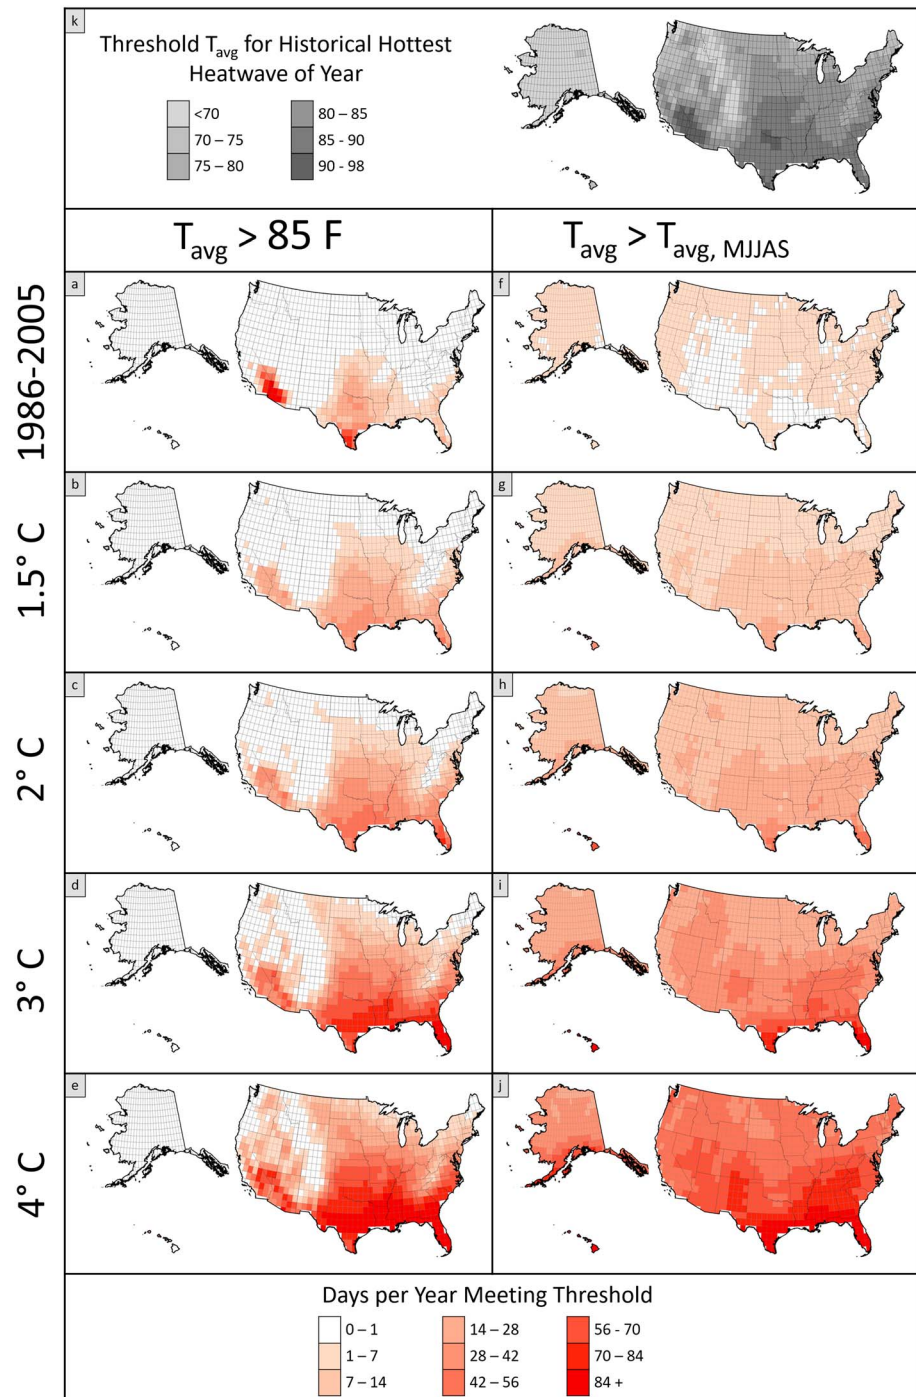 k
Threshold Tavg for Historical Hottest
Heatwave of Year
<70
80 – 85
70 – 75
85 - 90
75 – 80
90 - 98
Tavg > 85 F
Tavg > Tavg, MJJAS
1986-2005
a
f
1.5° C
b
g
2° C
c
h
3° C
d
i
4° C
e
j
Days per Year Meeting Threshold
0 – 1
14 – 28
56 - 70
1 – 7
28 – 42
70 – 84
7 – 14
42 – 56
84 +